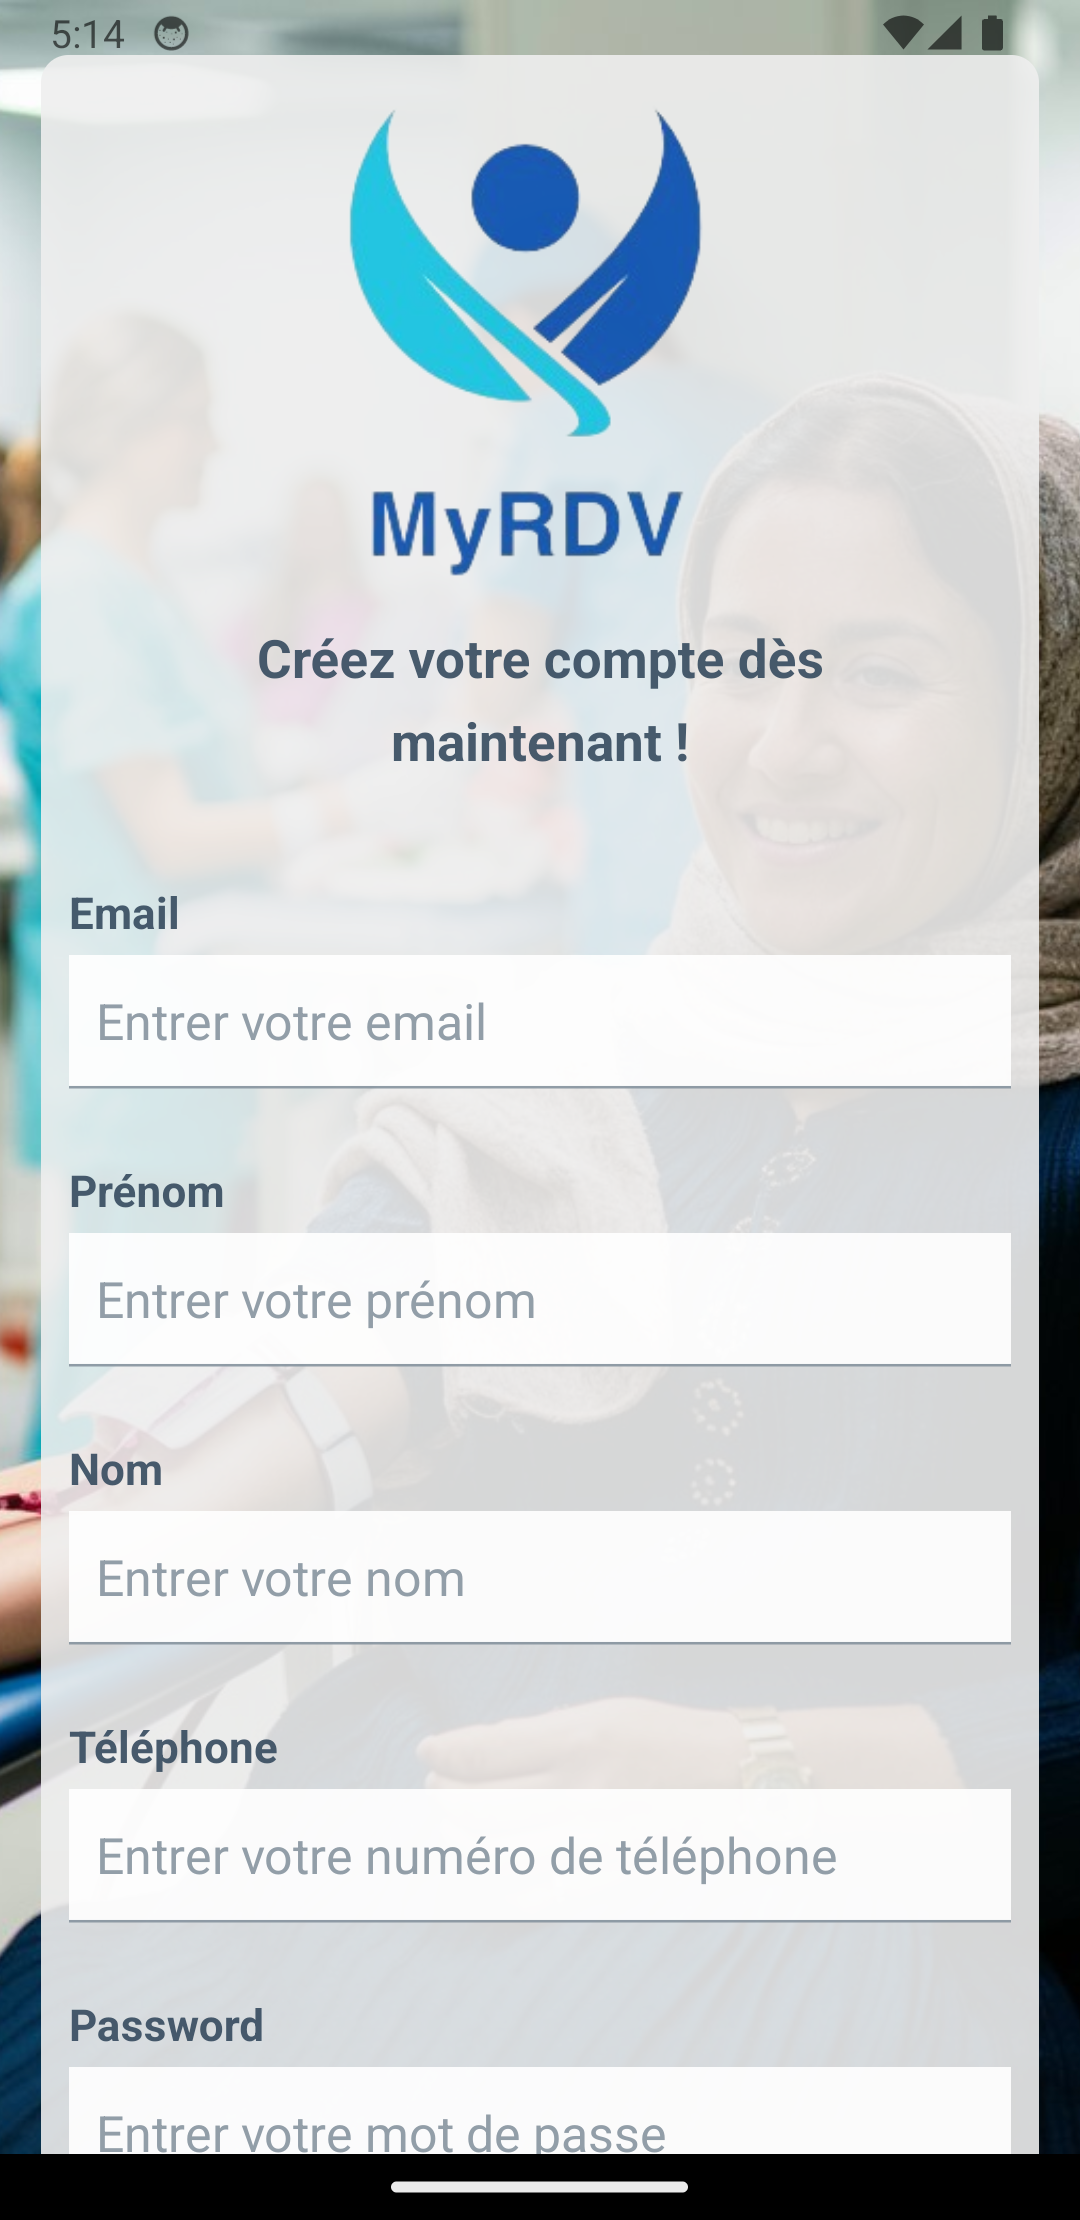 5:14
MyRDV
Créez votre compte dès
maintenant !
Email
Entrer votre email
Prénom
Entrer votre prénom
Nom
Entrer votre nom
Téléphone
Entrer votre numéro de téléphone
Password
Entrer votre mot de passe